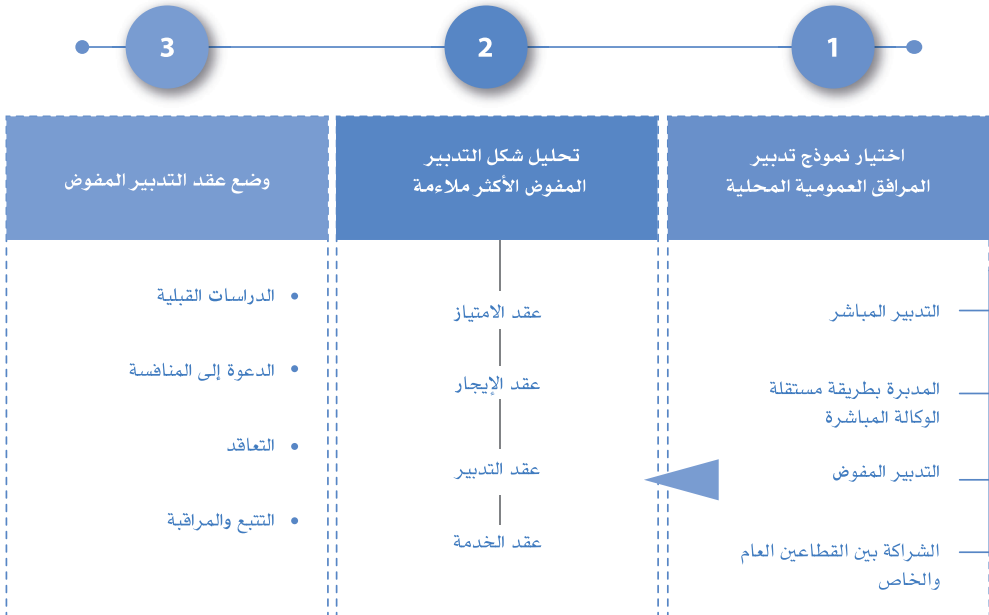 1
اختيار نموذج تدبير
المرافق العمومية المحلية
التدبير المباشر
المدبرة بطريقة مستقلة
الوكالة المباشرة
التدبير المفوض
الشراكة بين القطاعين العام
والخاص
2
تحليل شكل التدبير
المفوض الأكثر ملاءمة
عقد الامتياز
عقد الإيجار
عقد التدبير
عقد الخدمة
3
وضع عقد التدبير المفوض
• الدراسات القبلية
• الدعوة إلى المنافسة
• التعاقد
• التتبع والمراقبة